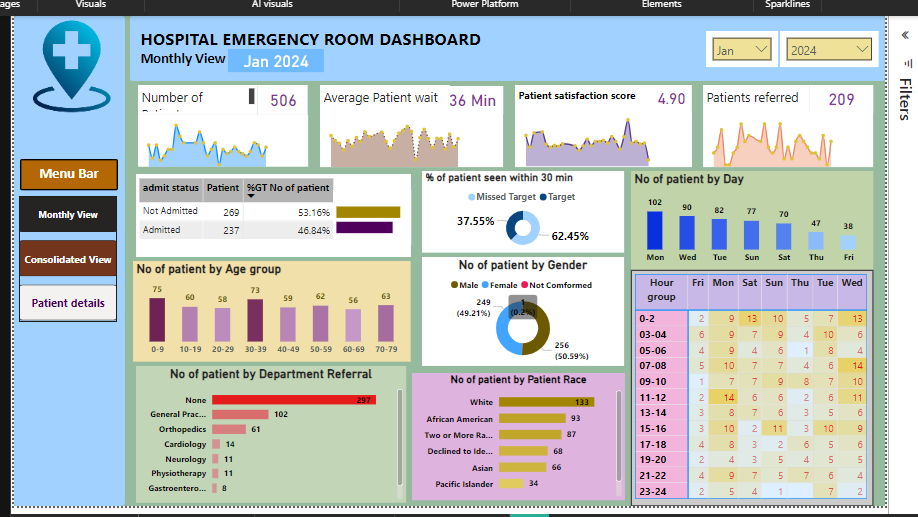 ages Visuals AI visuals Power Platform Elements Sparklines
HOSPITAL EMERGENCY ROOM DASHBOARD
Monthly View Jan 2024
Jan 2024
Filters
Number of 506
Average Patient wait 36 Min
Patient satisfaction score 4.90
Patients referred 209
Menu Bar
Monthly View
Consolidated View
Patient details
admit status Patient %GT No of patient
Not Admitted 269 53.16%
Admitted 237 46.84%
% of patient seen within 30 min
Missed Target Target
37.55%
62.45%
No of patient by Day
102 90 82 77 70 47 38
Mon Wed Tue Sun Sat Thu Fri
No of patient by Age group
75 60 58 73 59 62 56 63
0-9 10-19 20-29 30-39 40-49 50-59 60-69 70-79
No of patient by Gender
Male Female Not Comformed
249 (49.21%)
1 (0.2%)
256 (50.59%)
Hour group Fri Mon Sat Sun Thu Tue Wed
0-2 2 9 13 10 5 7 13
03-04 6 9 7 9 4 10 6
05-06 4 9 4 6 1 8 4
07-08 5 10 7 7 4 6 14
09-10 1 7 7 9 8 7 10
11-12 2 14 6 6 2 6 11
13-14 3 8 7 6 3 5 6
15-16 3 10 2 11 3 10 9
17-18 4 8 3 2 6 5 6
19-20 2 4 3 5 4 5 5
21-22 4 9 7 5 7 6 4
23-24 2 5 4 1 7 2
No of patient by Department Referral
None 297
General Prac... 102
Orthopedics 61
Cardiology 14
Neurology 11
Physiotherapy 11
Gastroentero... 8
No of patient by Patient Race
White 133
African American 93
Two or More Ra... 87
Declined to Ide... 68
Asian 66
Pacific Islander 34